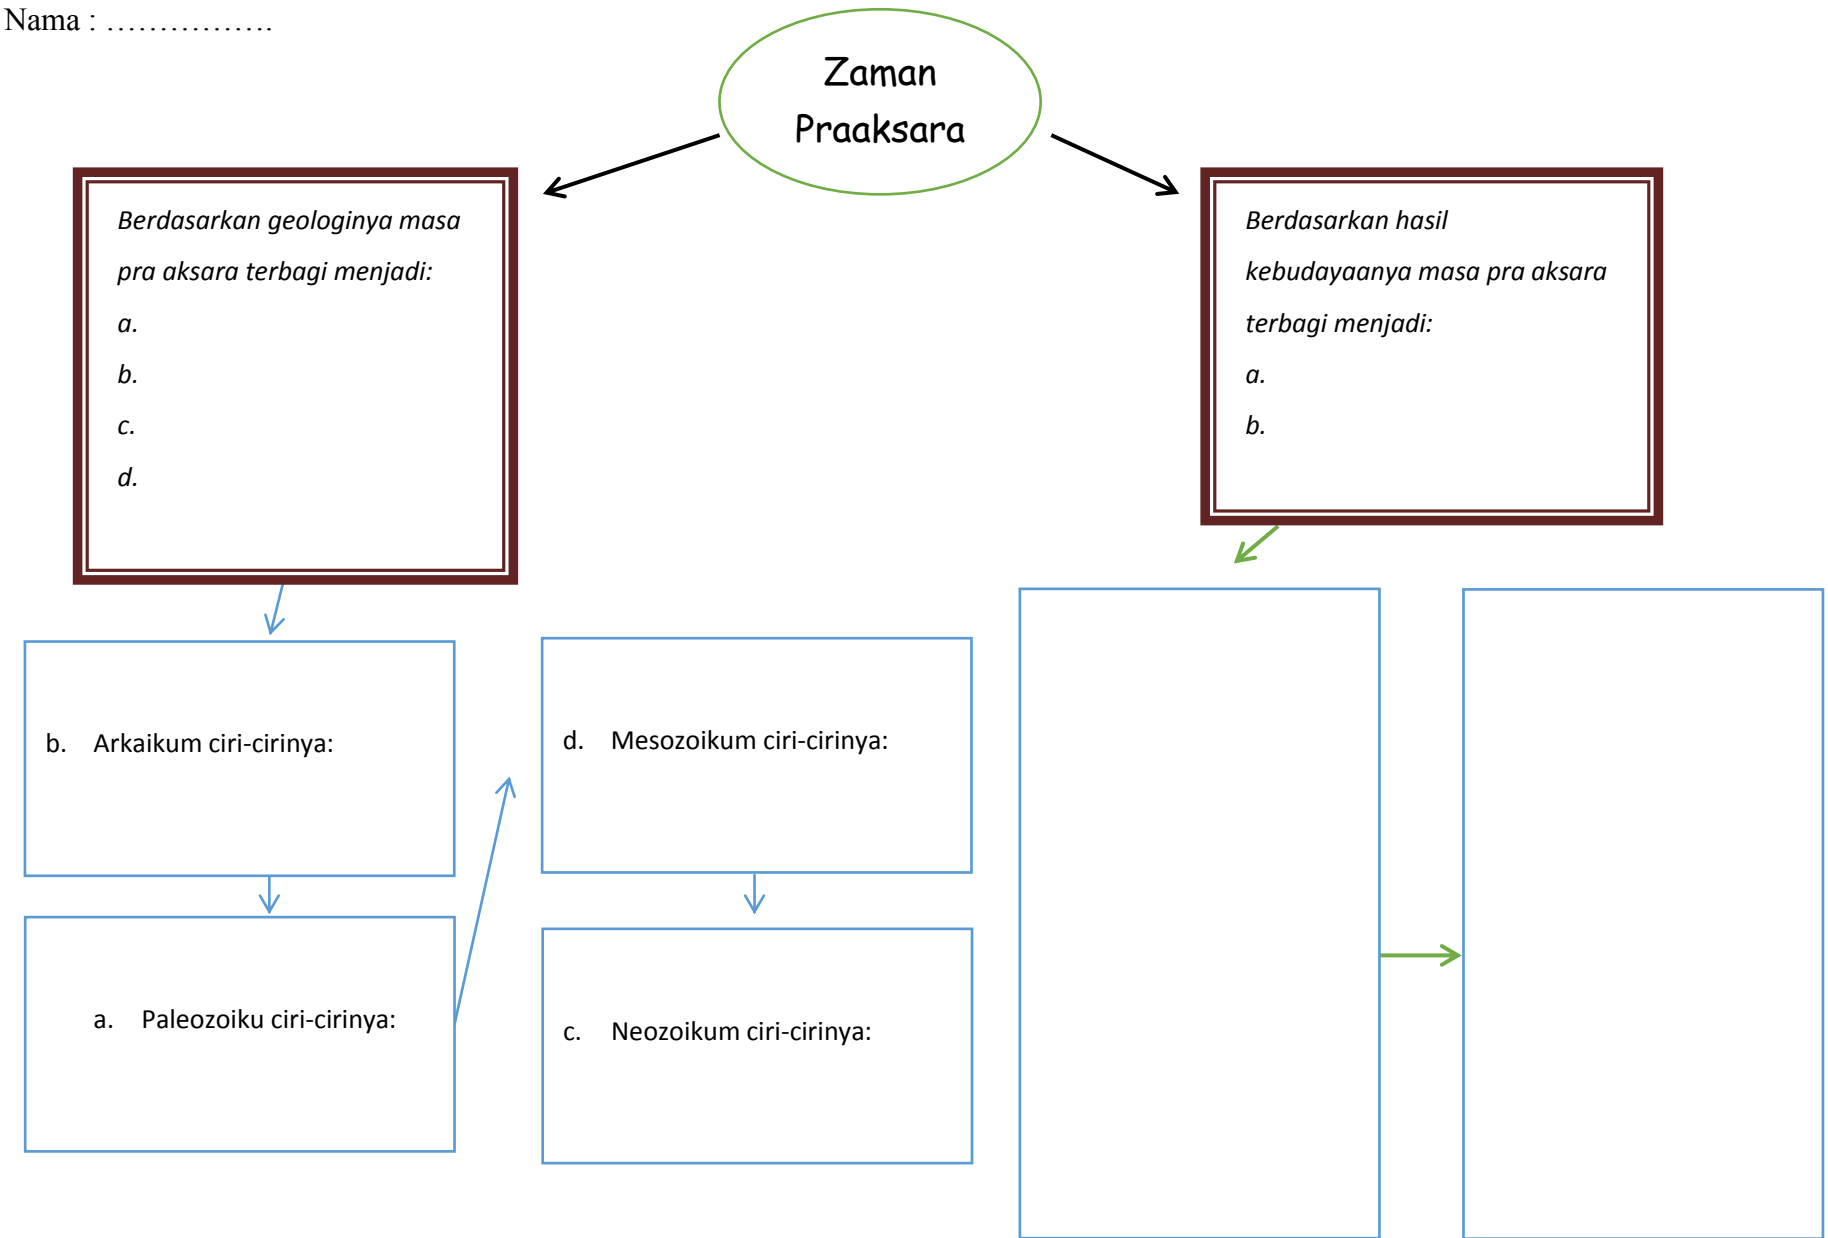 Nama : …………….
Zaman
Praaksara
Berdasarkan geologinya masa
pra aksara terbagi menjadi:
a.
b.
c.
d.
Berdasarkan hasil
kebudayaanya masa pra aksara
terbagi menjadi:
a.
b.
b. Arkaikum ciri-cirinya:
a. Paleozoiku ciri-cirinya:
d. Mesozoikum ciri-cirinya:
c. Neozoikum ciri-cirinya: